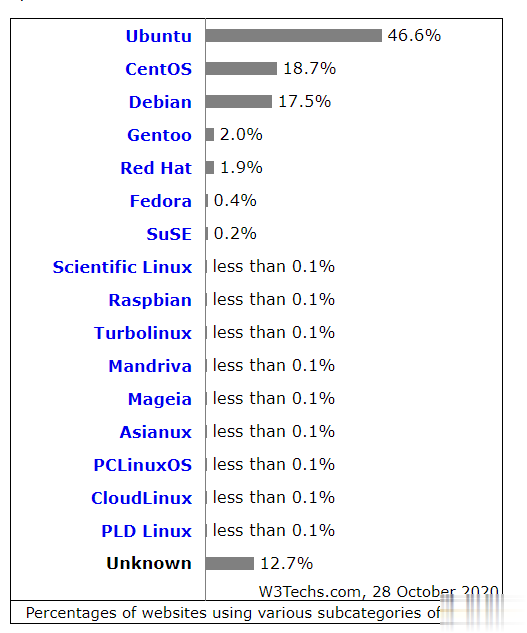 Ubuntu 46.6%
CentOS 18.7%
Debian 17.5%
Gentoo 2.0%
Red Hat 1.9%
Fedora 0.4%
SuSE 0.2%
Scientific Linux less than 0.1%
Raspbian less than 0.1%
Turbolinux less than 0.1%
Mandriva less than 0.1%
Mageia less than 0.1%
Asianux less than 0.1%
PCLinuxOS less than 0.1%
CloudLinux less than 0.1%
PLD Linux less than 0.1%
Unknown 12.7%
W3Techs.com, 28 October 2020
Percentages of websites using various subcategories of